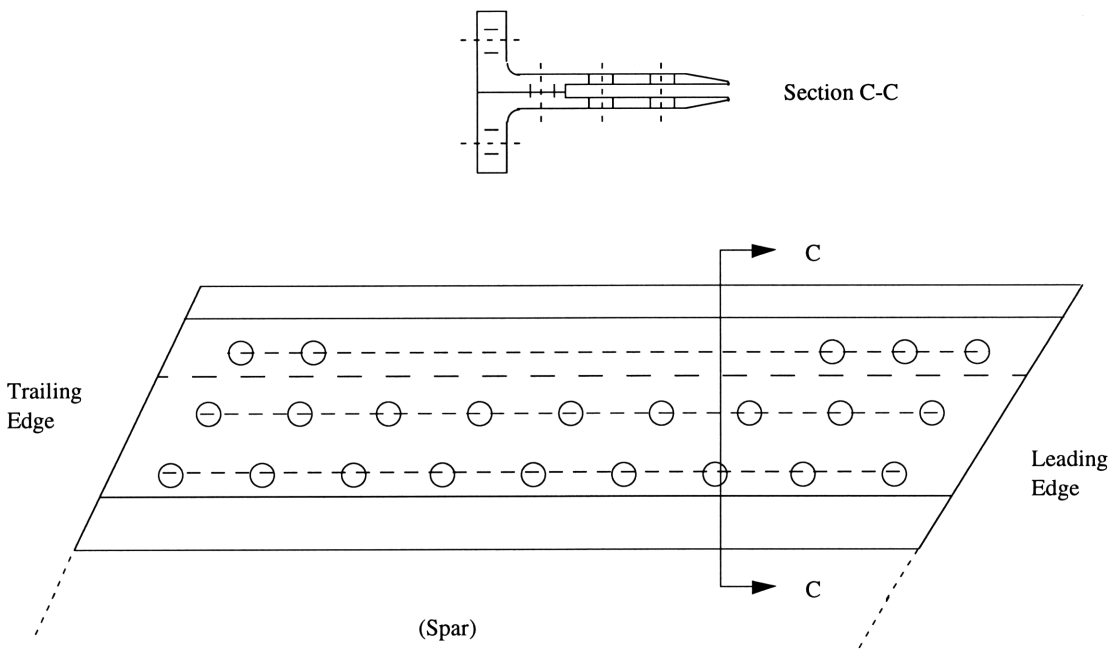 Section C-C
C
Trailing
Edge
Leading
Edge
C
(Spar)